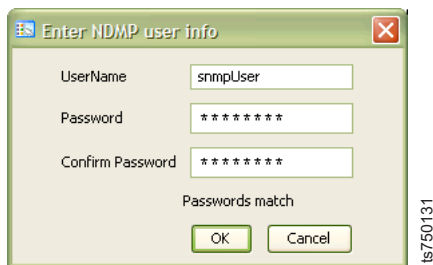 Enter NDMP user info
UserName snmpUser
Password ********
Confirm Password ********
Passwords match
OK Cancel
ts750131